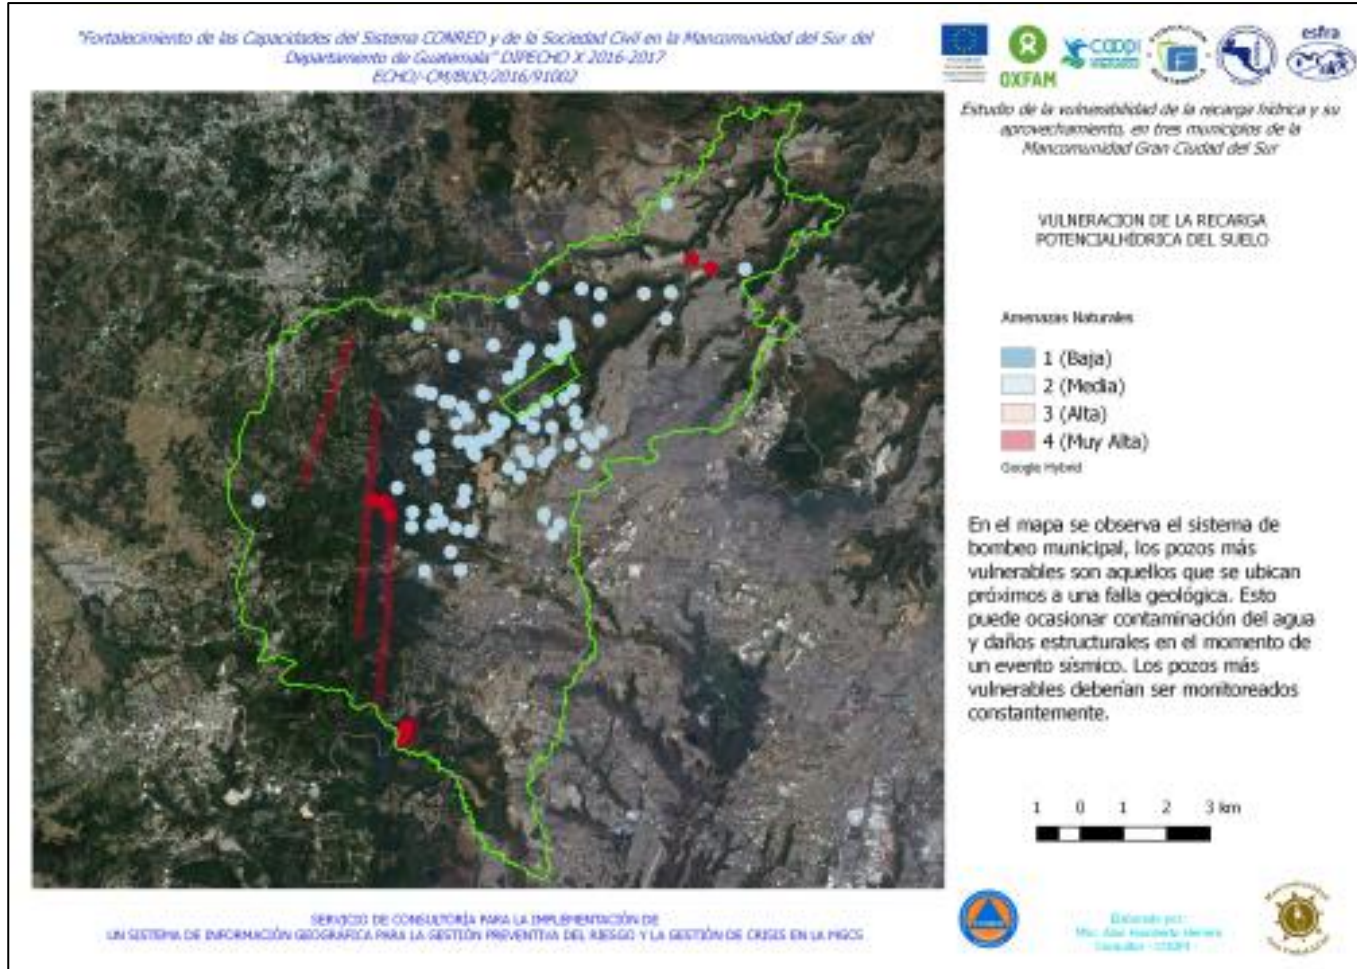 "Fortalecimiento de las Capacidades del Sistema CONRED y de la Sociedad Civil en la Mancomunidad del Sur del
Departamento de Guatemala" DIPECHO X 2016-2017
ECHO/-CM/BUD/2016/91002
OXFAM
esfra
Estudio de la vulnerabilidad de la recarga hídrica y su
aprovechamiento, en tres municipios de la
Mancomunidad Gran Ciudad del Sur
VULNERACION DE LA RECARGA
POTENCIALHÍDRICA DEL SUELO
Amenazas Naturales
1 (Baja)
2 (Media)
3 (Alta)
4 (Muy Alta)
Google Hybrid
En el mapa se observa el sistema de
bombeo municipal, los pozos más
vulnerables son aquellos que se ubican
próximos a una falla geológica. Esto
puede ocasionar contaminación del agua
y daños estructurales en el momento de
un evento sísmico. Los pozos más
vulnerables deberían ser monitoreados
constantemente.
1 0 1 2 3 km
SERVICIO DE CONSULTORÍA PARA LA IMPLEMENTACIÓN DE
UN SISTEMA DE INFORMACIÓN GEOGRÁFICA PARA LA GESTIÓN PREVENTIVA DEL RIESGO Y LA GESTIÓN DE CRISIS EN LA MGCS
Elaborado por: